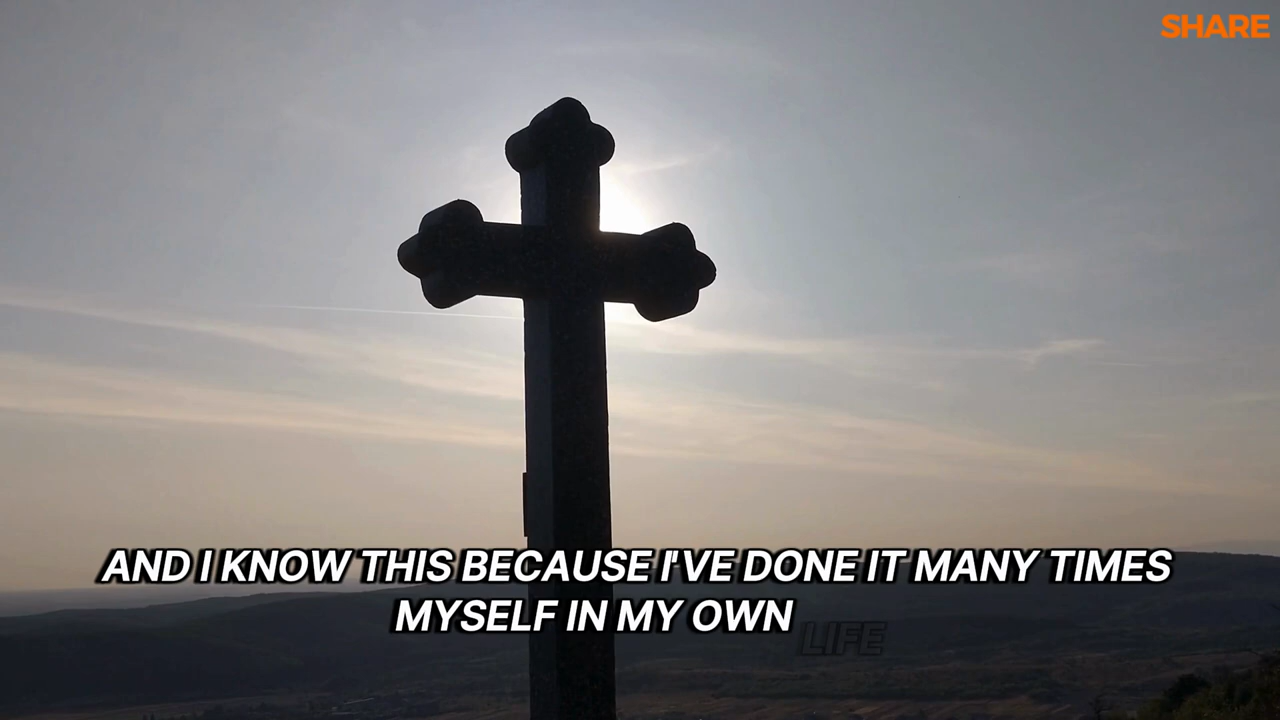 SHARE
AND I KNOW THIS BECAUSE I'VE DONE IT MANY TIMES
MYSELF IN MY OWN LIFE